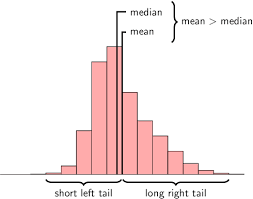 median
mean > median
mean
short left tail
long right tail